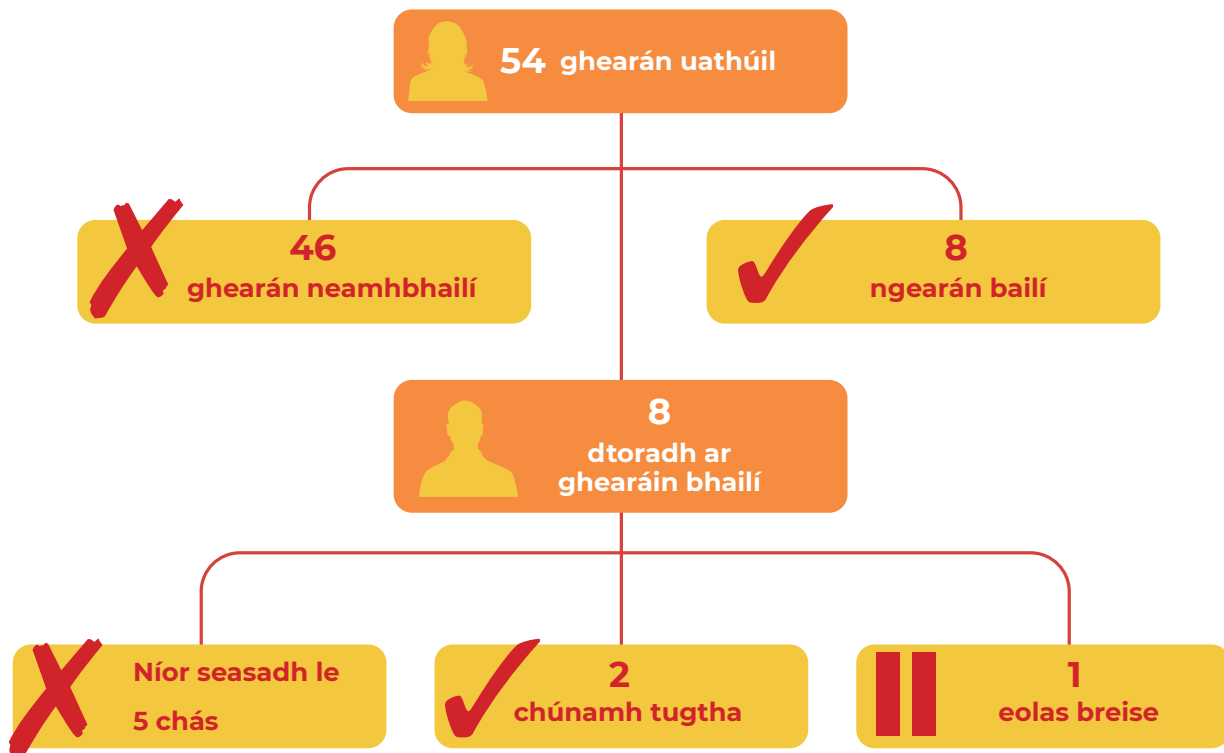 54 ghearán uathúil
46
ghearán neamhbhailí
8
ngearán bailí
8
dtoradh ar
ghearáin bhailí
Níor seasadh le
5 chás
2
chúnamh tugtha
1
eolas breise